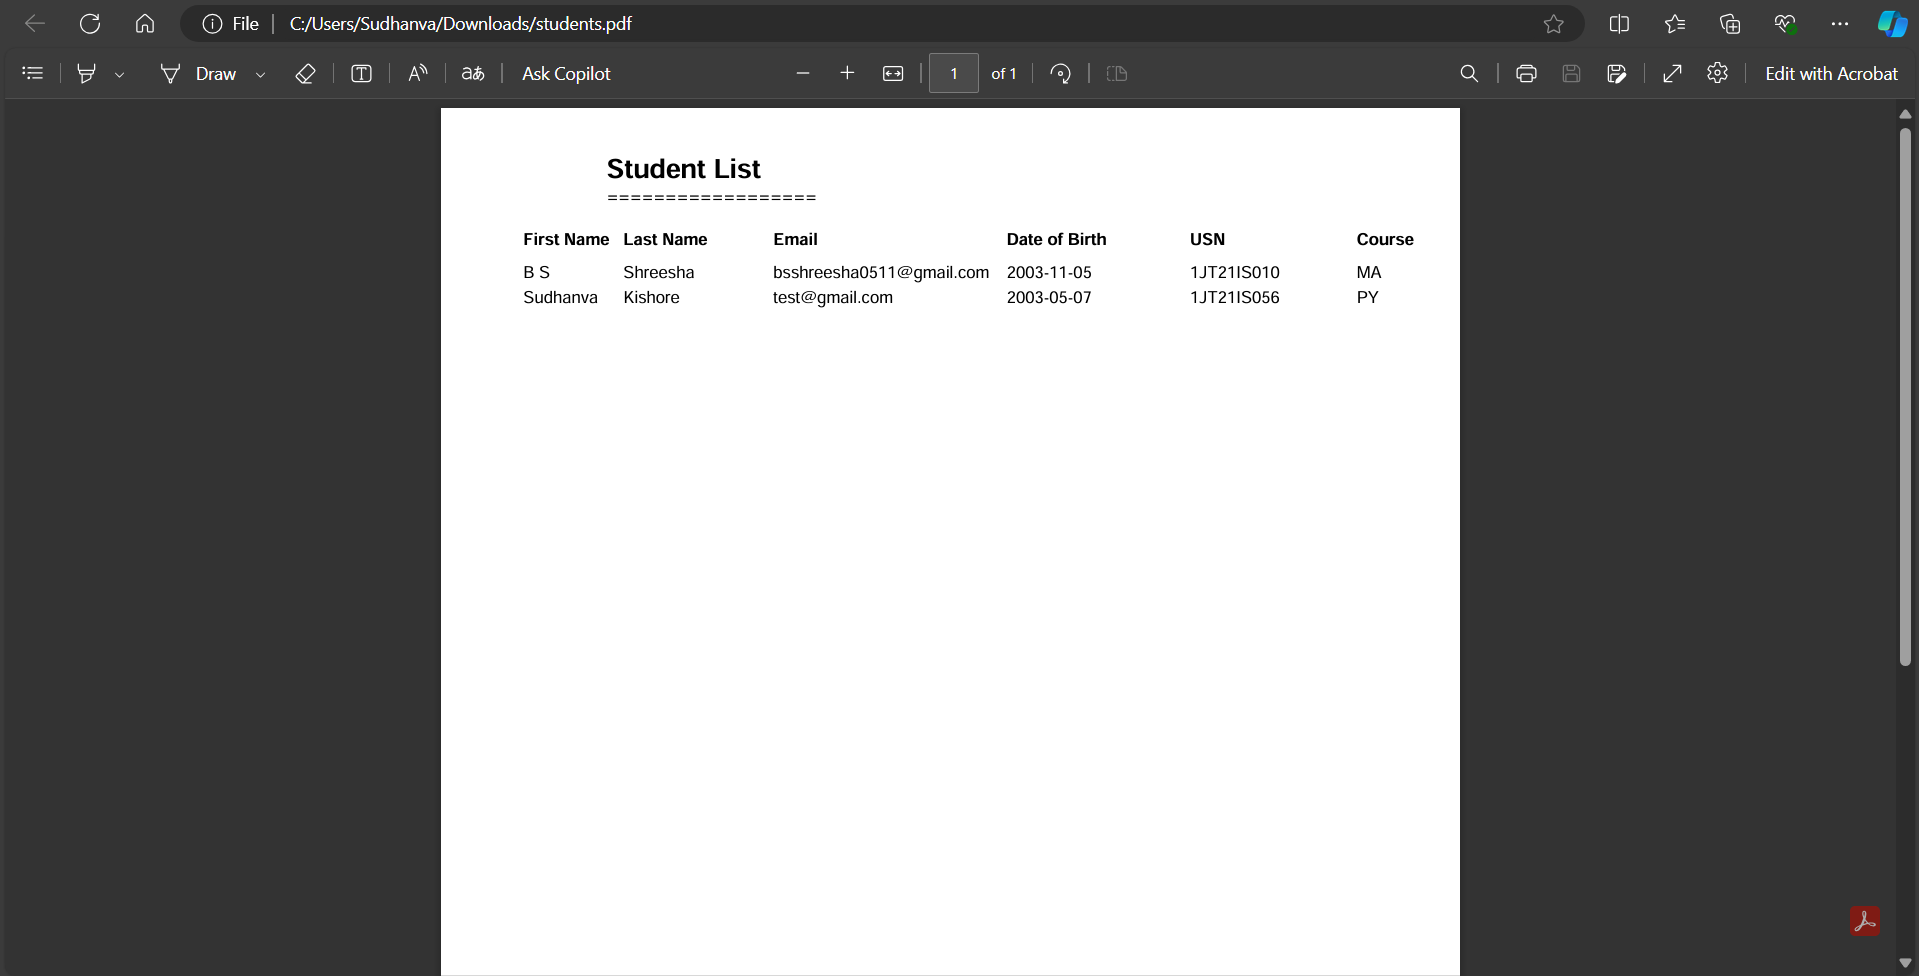 File C:/Users/Sudhanva/Downloads/students.pdf
Draw aあ Ask Copilot 1 of 1 Edit with Acrobat
Student List
==================
First Name Last Name Email Date of Birth USN Course
B S Shreesha bsshreesha0511@gmail.com 2003-11-05 1JT21IS010 MA
Sudhanva Kishore test@gmail.com 2003-05-07 1JT21IS056 PY